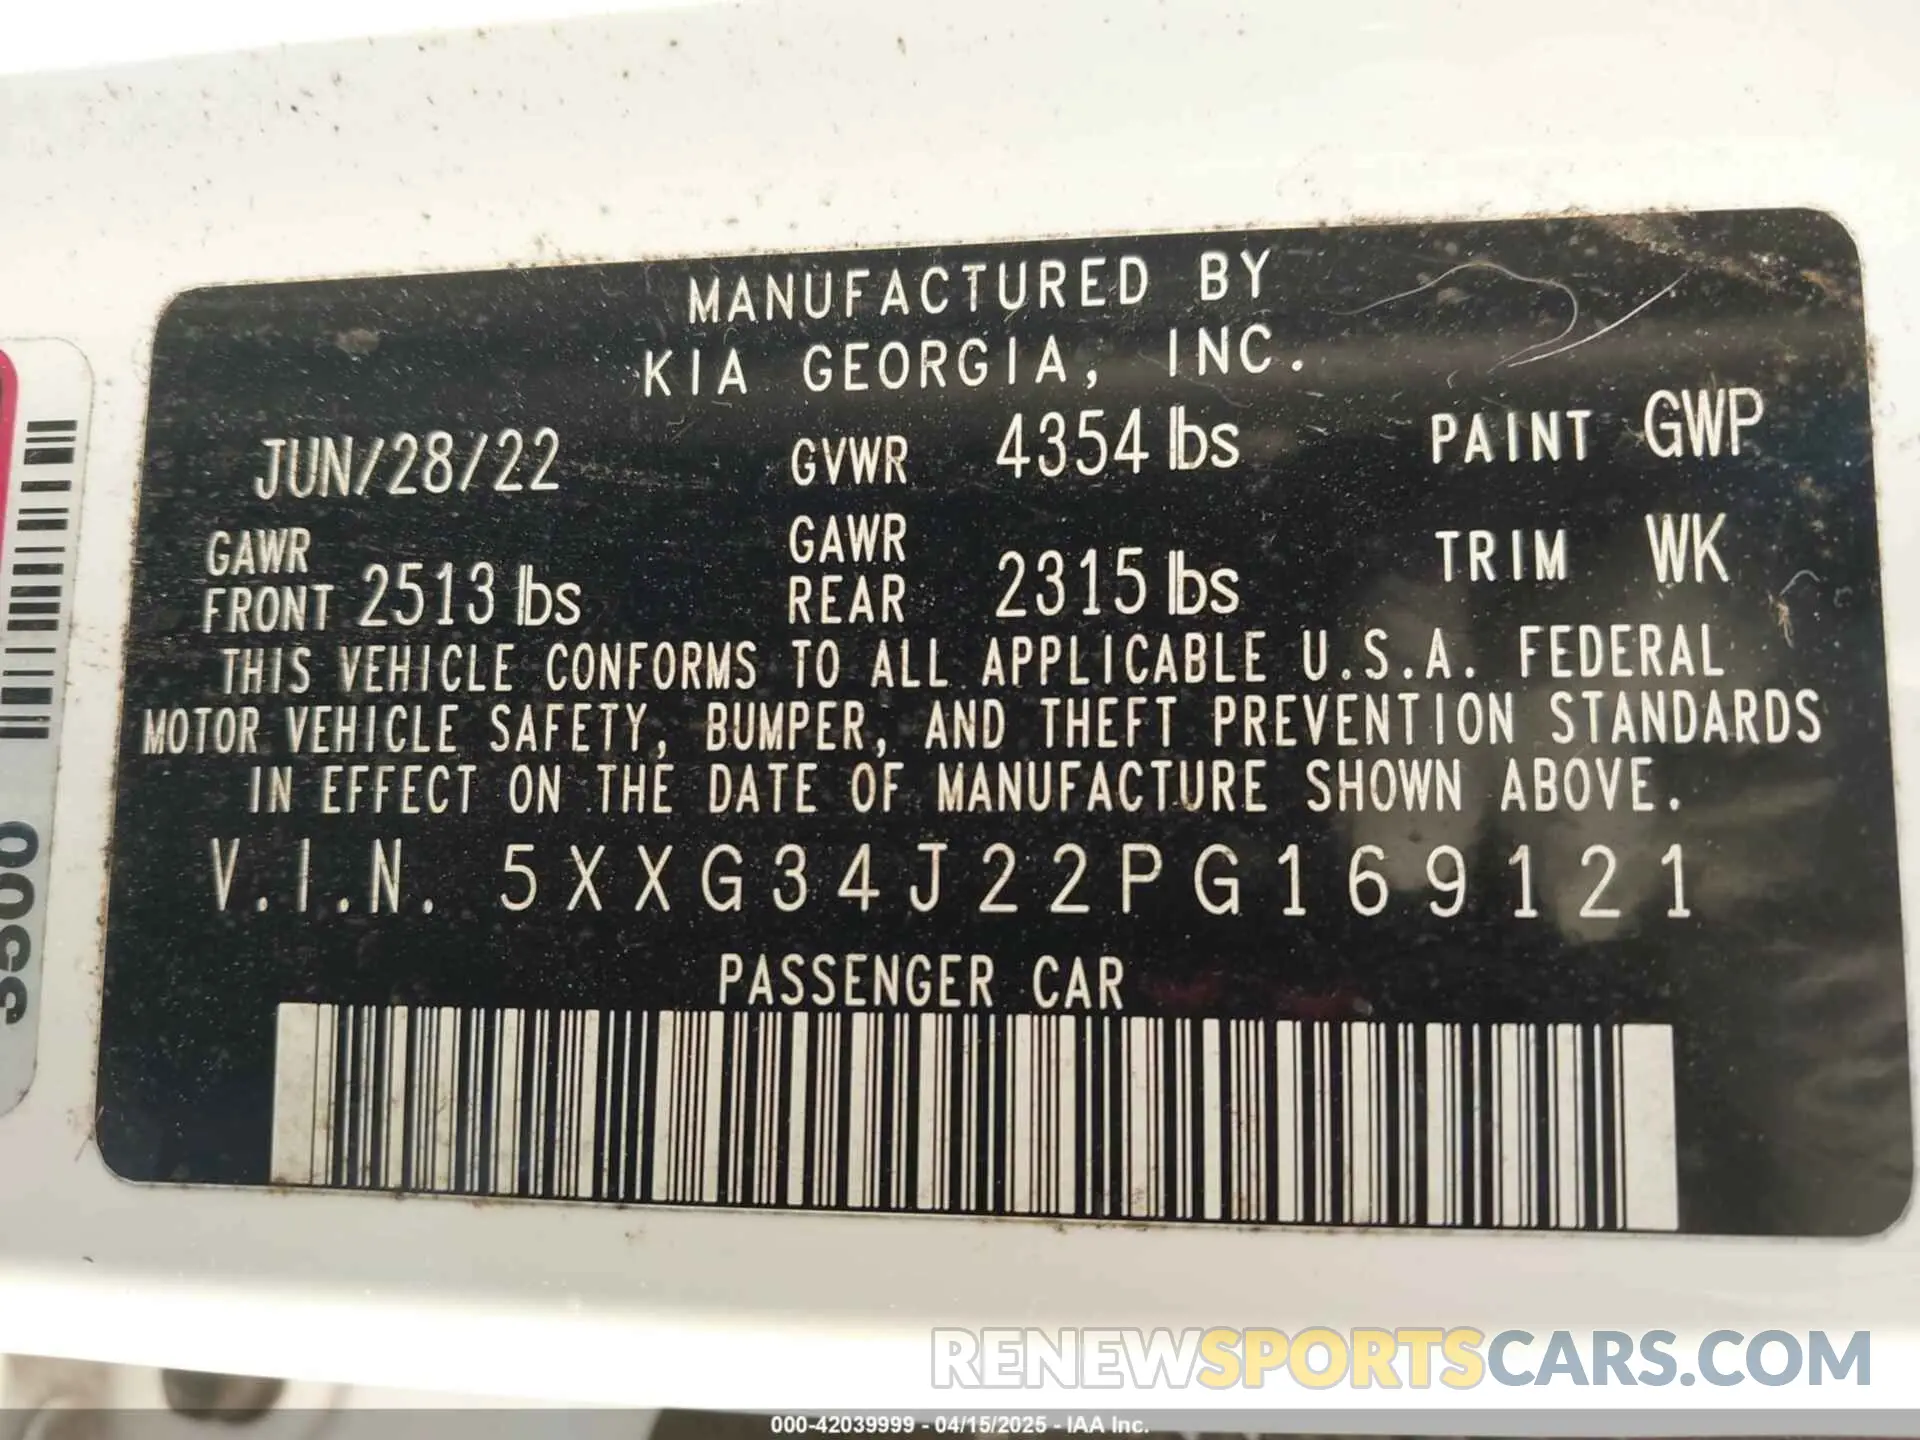 MANUFACTURED BY
KIA GEORGIA, INC.
JUN/28/22 GVWR 4354 lbs PAINT GWP
GAWR FRONT 2513 lbs GAWR REAR 2315 lbs TRIM WK
THIS VEHICLE CONFORMS TO ALL APPLICABLE U.S.A. FEDERAL
MOTOR VEHICLE SAFETY, BUMPER, AND THEFT PREVENTION STANDARDS
IN EFFECT ON THE DATE OF MANUFACTURE SHOWN ABOVE.
V.I.N. 5XXG34J22PG169121
PASSENGER CAR
RENEWSPORTSCARS.COM
000-42039999 - 04/15/2025 - IAA Inc.